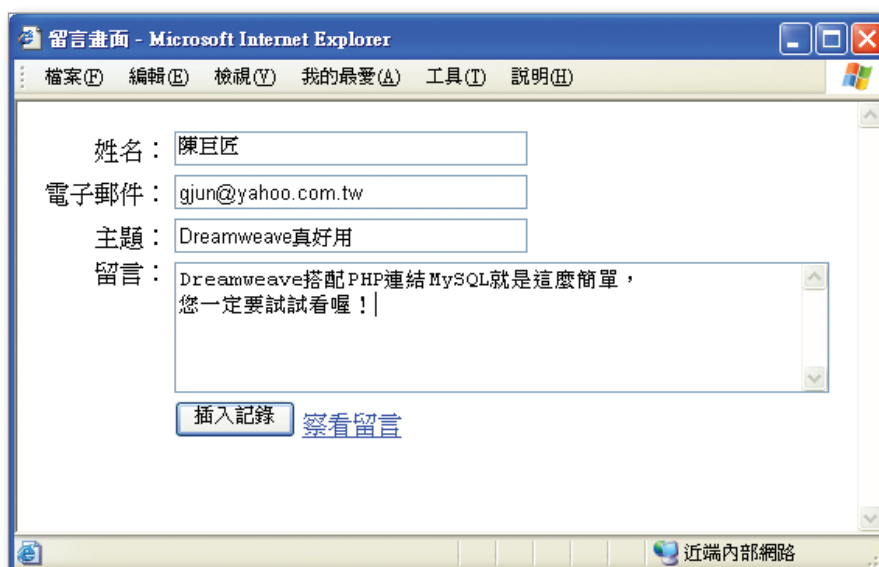 留言畫面 - Microsoft Internet Explorer
檔案(F) 編輯(E) 檢視(V) 我的最愛(A) 工具(T) 說明(H)
姓名： 陳巨匠
電子郵件： gjun@yahoo.com.tw
主題： Dreamweave真好用
留言： Dreamweave搭配PHP連結MySQL就是這麼簡單，
您一定要試試看喔！
插入記錄 察看留言
近端內部網路